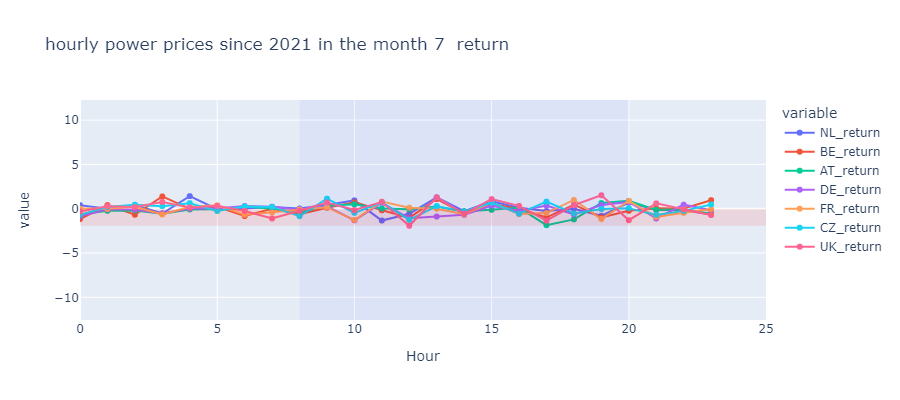 hourly power prices since 2021 in the month 7  return
variable
NL_return
BE_return
AT_return
DE_return
FR_return
CZ_return
UK_return
value
10
5
0
−5
−10
0
5
10
15
20
25
Hour